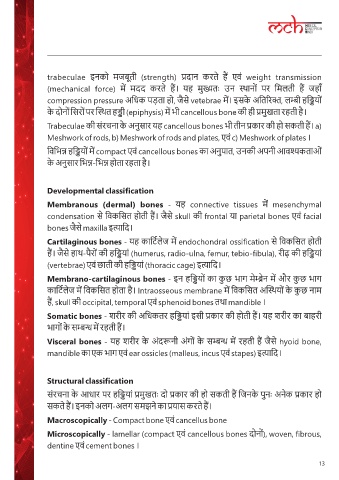 mch
trabeculae इनको मजबूती (strength) प्रदान करते हैं एवं weight transmission
(mechanical force) में मदद करते हैं। यह मुख्यतः उन स्थानों पर मिलती हैं जहाँ
compression pressure अधिक पड़ता हो, जैसे vetebrae में। इसके अतिरिक्त, लम्बी हड्डियों
के दोनों सिरों पर स्थित हड्डी (epiphysis) में भी cancellous bone की ही प्रमुखता रहती है।
Trabeculae की संरचना के अनुसार यह cancellous bones भी तीन प्रकार की हो सकती हैं। a)
Meshwork of rods, b) Meshwork of rods and plates, एवं c) Meshwork of plates ।
विभिन्न हड्डियों में compact एवं cancellous bones का अनुपात, उनकी अपनी आवश्यकताओं
के अनुसार भिन्न-भिन्न होता रहता है।
Developmental classification
Membranous (dermal) bones - यह connective tissues में mesenchymal
condensation से विकसित होती हैं। जैसे skull की frontal या parietal bones एवं facial
bones जैसे maxilla इत्यादि।
Cartilaginous bones - यह कार्टिलेज में endochondral ossification से विकसित होती
हैं। जैसे हाथ-पैरों की हड्डियां (humerus, radio-ulna, femur, tebio-fibula), रीढ़ की हड्डियां
(vertebrae) एवं छाती की हड्डियां (thoracic cage) इत्यादि।
Membrano-cartilaginous bones - इन हड्डियों का कुछ भाग मेम्ब्रेन में और कुछ भाग
कार्टिलेज में विकसित होता है। Intraosseous membrane में विकसित अस्थियों के कुछ नाम
हैं, skull की occipital, temporal एवं sphenoid bones तथा mandible ।
Somatic bones - शरीर की अधिकतर हड्डियां इसी प्रकार की होती हैं। यह शरीर का बाहरी
भागों के सम्बन्ध में रहती हैं।
Visceral bones - यह शरीर के अंदरूनी अंगों के सम्बन्ध में रहती हैं जैसे hyoid bone,
mandible का एक भाग एवं ear ossicles (malleus, incus एवं stapes) इत्यादि।
Structural classification
संरचना के आधार पर हड्डियां प्रमुखतः दो प्रकार की हो सकती हैं जिनके पुनः अनेक प्रकार हो
सकते हैं। इनको अलग-अलग समझने का प्रयास करते हैं।
Macroscopically - Compact bone एवं cancellus bone
Microscopically - lamellar (compact एवं cancellous bones दोनों), woven, fibrous,
dentine एवं cement bones ।
13